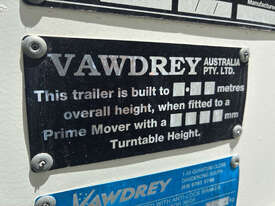 Manufacturer
VAWDREY AUSTRALIA PTY. LTD.
This trailer is built to metres
overall height, when fitted to a
Prime Mover with a mm
Turntable Height.
VAWDREY